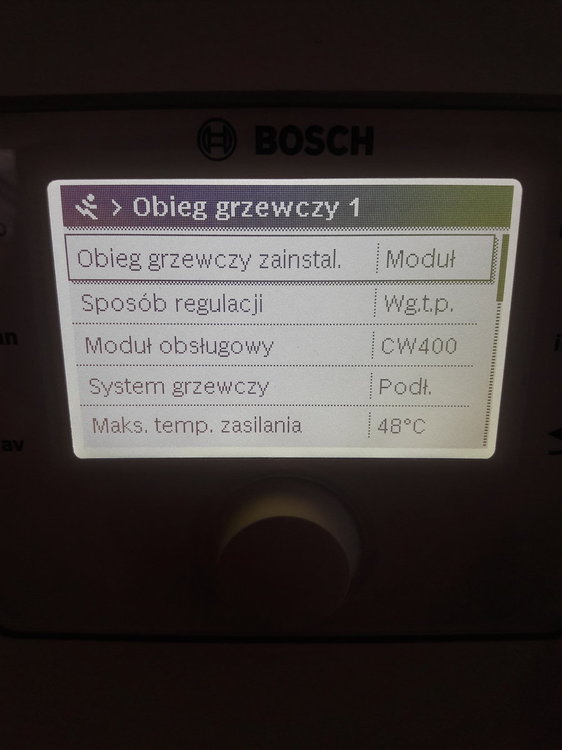 BOSCH
> Obieg grzewczy 1
Obieg grzewczy zainstal. Moduł
Sposób regulacji Wg.t.p.
Moduł obsługowy CW400
System grzewczy Podł.
Maks. temp. zasilania 48°C
av